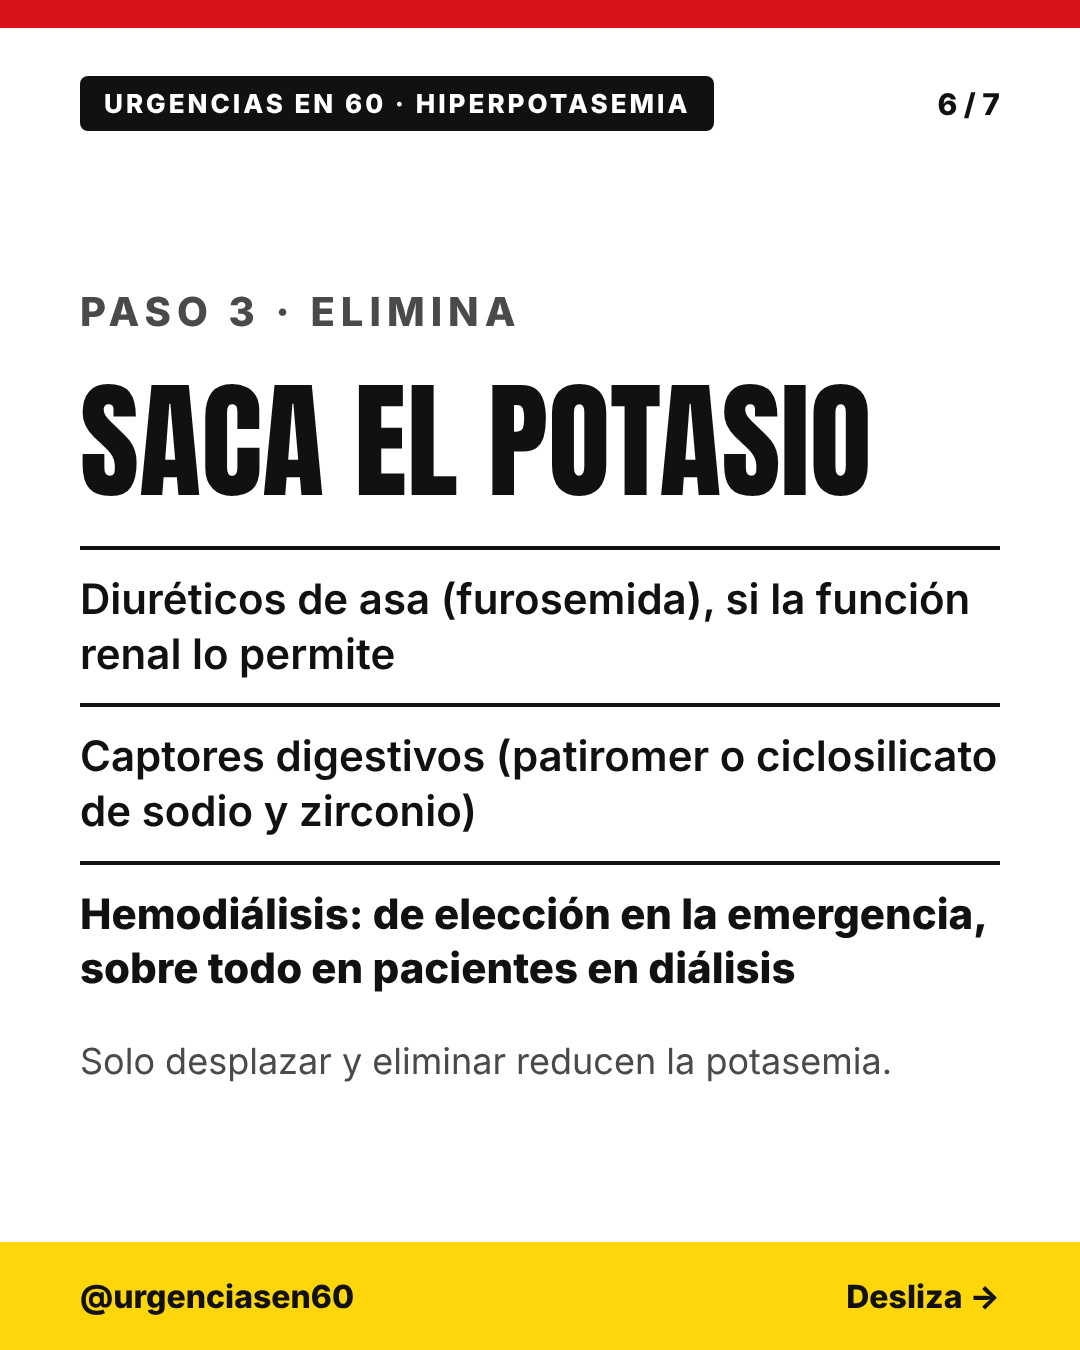 URGENCIAS EN 60 · HIPERPOTASEMIA
6 / 7
PASO 3 · ELIMINA
SACA EL POTASIO
Diuréticos de asa (furosemida), si la función
renal lo permite
Captores digestivos (patiromer o ciclosilicato
de sodio y zirconio)
Hemodiálisis: de elección en la emergencia,
sobre todo en pacientes en diálisis
Solo desplazar y eliminar reducen la potasemia.
@urgenciasen60
Desliza →